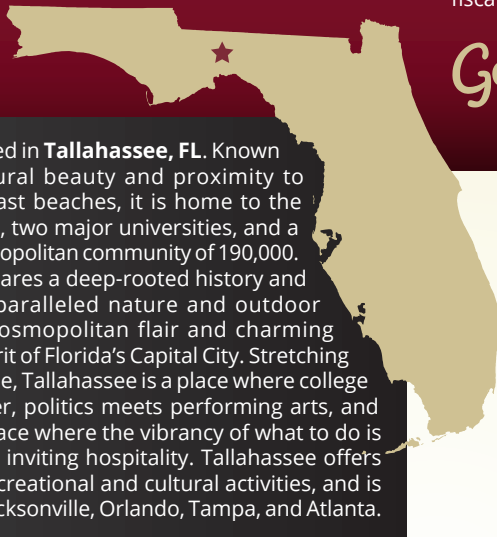 fisca
Go
ed in Tallahassee, FL. Known
ural beauty and proximity to
ast beaches, it is home to the
, two major universities, and a
opolitan community of 190,000.
ares a deep-rooted history and
paralleled nature and outdoor
osmopolitan flair and charming
rit of Florida’s Capital City. Stretching
e, Tallahassee is a place where college
er, politics meets performing arts, and
ace where the vibrancy of what to do is
inviting hospitality. Tallahassee offers
creational and cultural activities, and is
cksonville, Orlando, Tampa, and Atlanta.